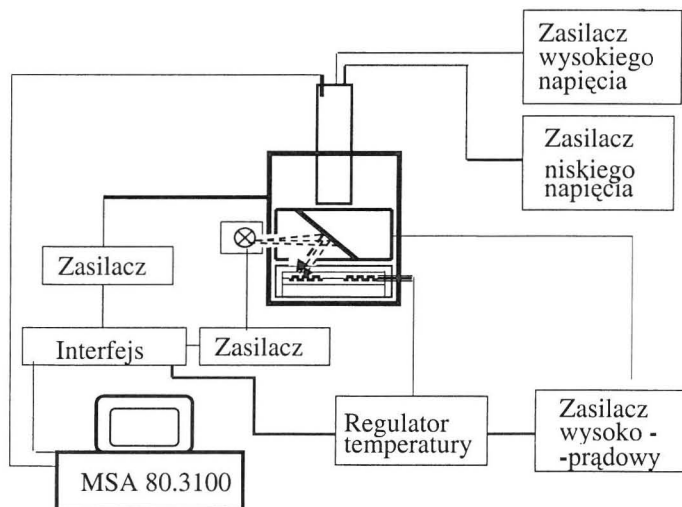 Zasilacz
wysokiego
napięcia
Zasilacz
niskiego
napięcia
Zasilacz
Interfejs
Zasilacz
Regulator
temperatury
Zasilacz
wysoko -
-prądowy
MSA 80.3100